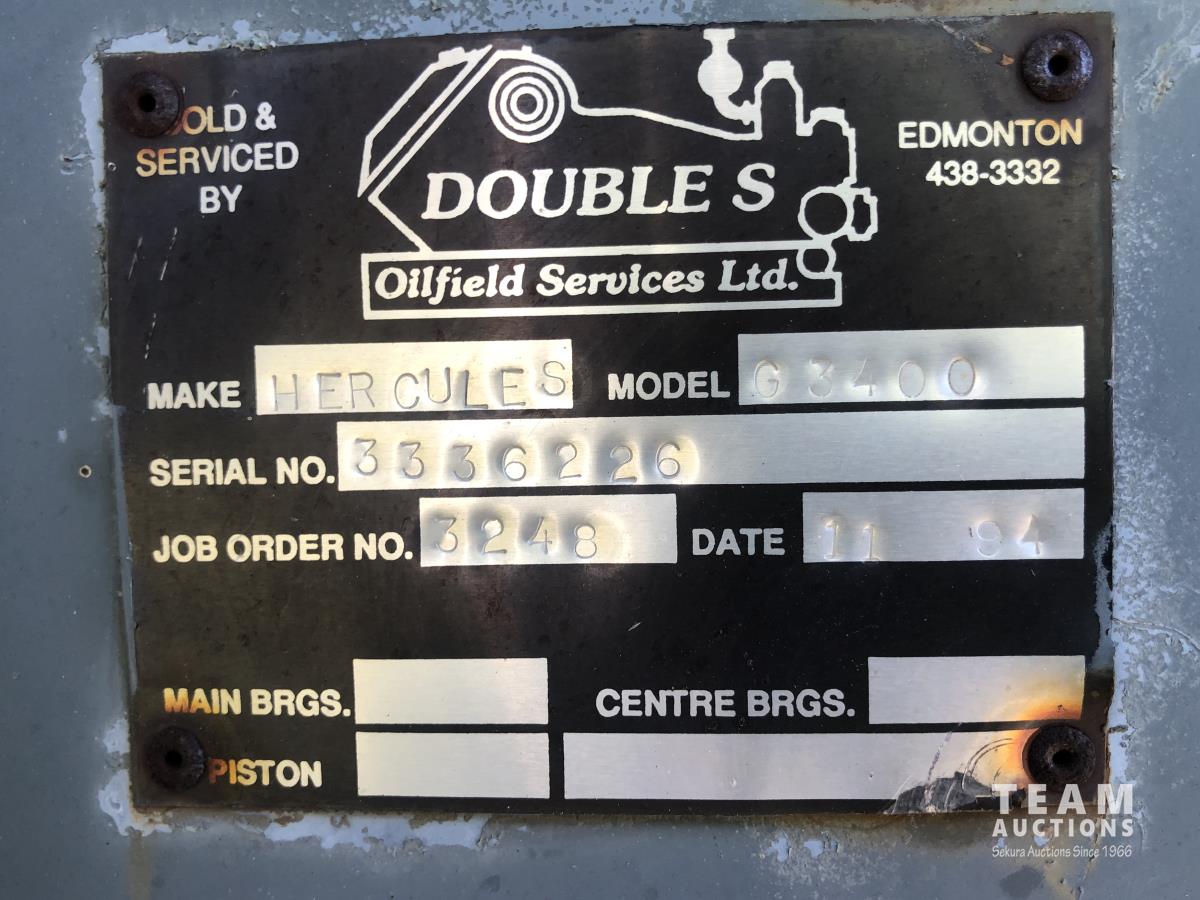 SOLD &
SERVICED
BY
DOUBLE S
Oilfield Services Ltd.
EDMONTON
438-3332
MAKE HERCULES MODEL G3400
SERIAL NO. 3336226
JOB ORDER NO. 3248 DATE 11 94
MAIN BRGS. CENTRE BRGS.
PISTON
TEAM
AUCTIONS
Sekura Auctions Since 1966